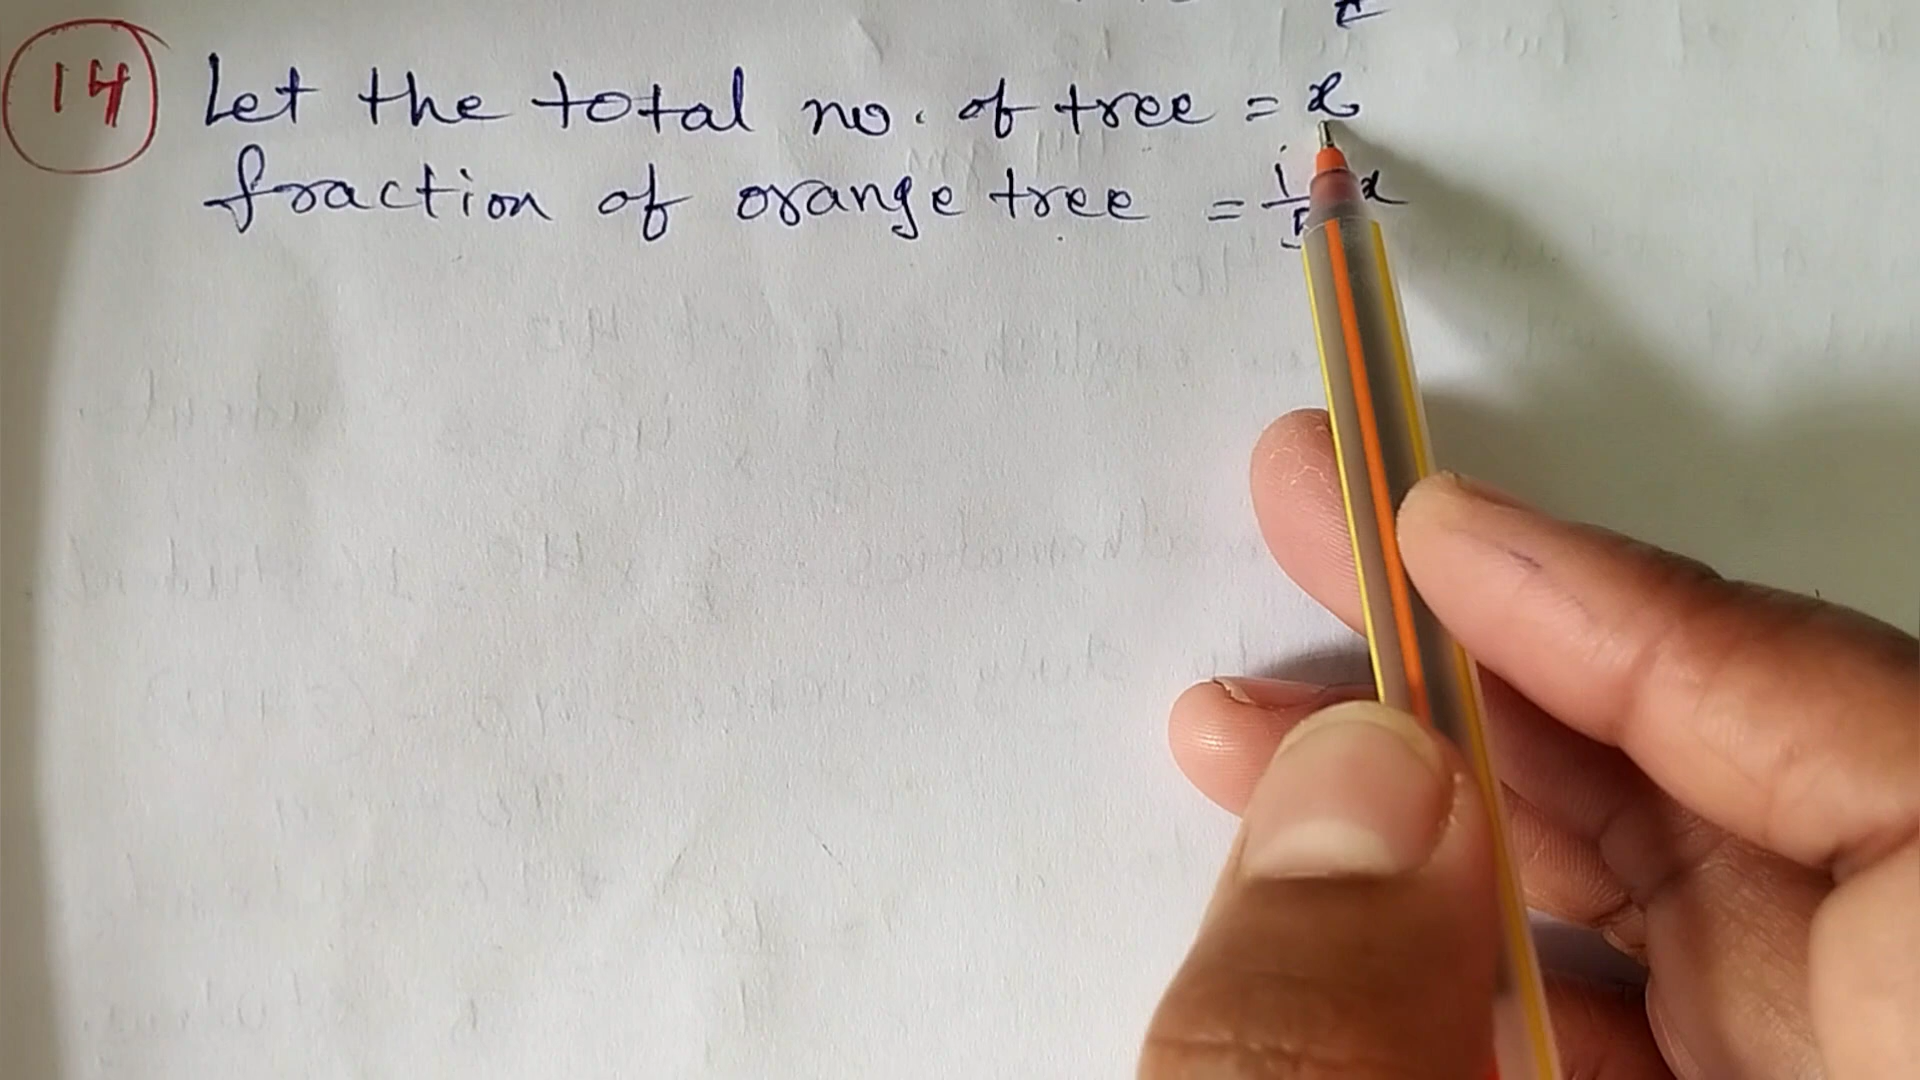 14 Let the total no. of tree = x
fraction of orange tree = 1/5 x